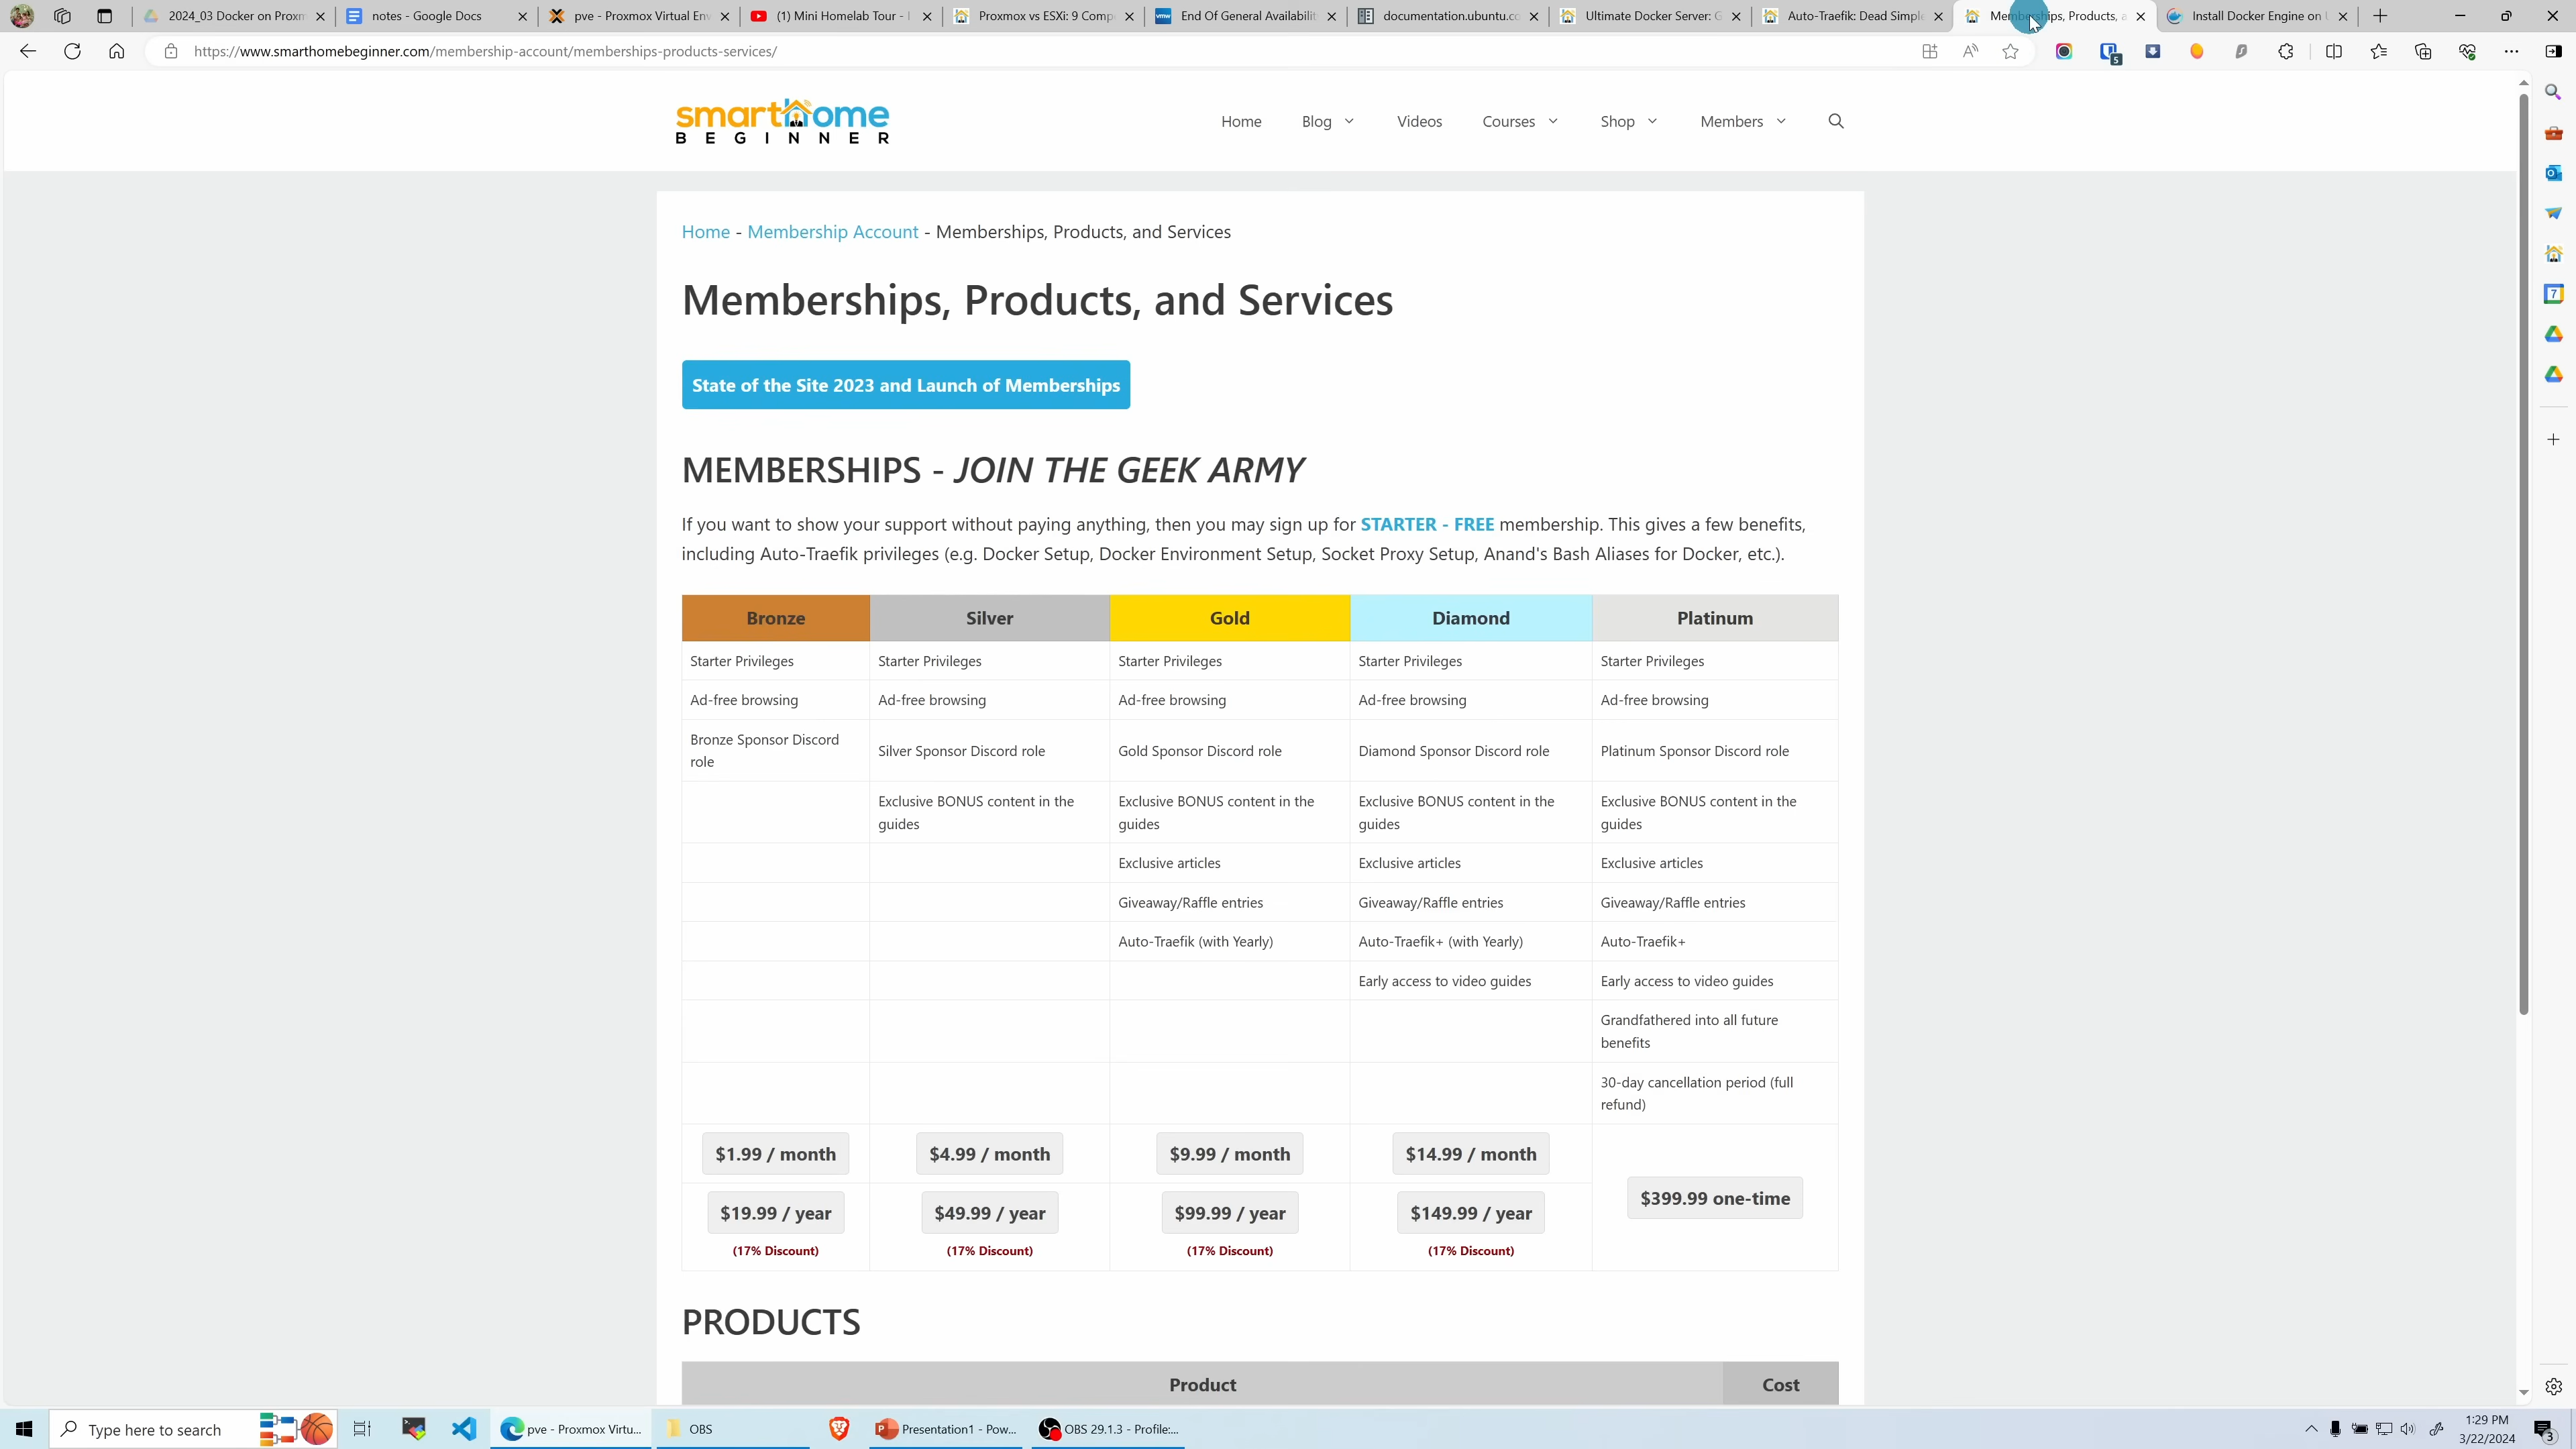 2024_03 Docker on Proxm
notes - Google Docs
pve - Proxmox Virtual Env
(1) Mini Homelab Tour -
Proxmox vs ESXi: 9 Comp
End Of General Availabilit
documentation.ubuntu.co
Ultimate Docker Server: G
Auto-Traefik: Dead Simple
Memberships, Products, a
Install Docker Engine on U
https://www.smarthomebeginner.com/membership-account/memberships-products-services/
5
smarthome
BEGINNER
Home
Blog
Videos
Courses
Shop
Members
Home - Membership Account - Memberships, Products, and Services
Memberships, Products, and Services
State of the Site 2023 and Launch of Memberships
MEMBERSHIPS - JOIN THE GEEK ARMY
If you want to show your support without paying anything, then you may sign up for STARTER - FREE membership. This gives a few benefits,
including Auto-Traefik privileges (e.g. Docker Setup, Docker Environment Setup, Socket Proxy Setup, Anand's Bash Aliases for Docker, etc.).
Bronze Silver Gold Diamond Platinum
Starter Privileges Starter Privileges Starter Privileges Starter Privileges Starter Privileges
Ad-free browsing Ad-free browsing Ad-free browsing Ad-free browsing Ad-free browsing
Bronze Sponsor Discord
role
Silver Sponsor Discord role Gold Sponsor Discord role Diamond Sponsor Discord role Platinum Sponsor Discord role
Exclusive BONUS content in the
guides
Exclusive BONUS content in the
guides
Exclusive BONUS content in the
guides
Exclusive BONUS content in the
guides
Exclusive articles Exclusive articles Exclusive articles
Giveaway/Raffle entries Giveaway/Raffle entries Giveaway/Raffle entries
Auto-Traefik (with Yearly) Auto-Traefik+ (with Yearly) Auto-Traefik+
Early access to video guides Early access to video guides
Grandfathered into all future
benefits
30-day cancellation period (full
refund)
$1.99 / month $4.99 / month $9.99 / month $14.99 / month
$399.99 one-time
$19.99 / year $49.99 / year $99.99 / year $149.99 / year
(17% Discount) (17% Discount) (17% Discount) (17% Discount)
PRODUCTS
Product Cost
Type here to search
pve - Proxmox Virtu...
OBS
Presentation1 - Pow...
OBS 29.1.3 - Profile:...
1:29 PM
3/22/2024
3
7